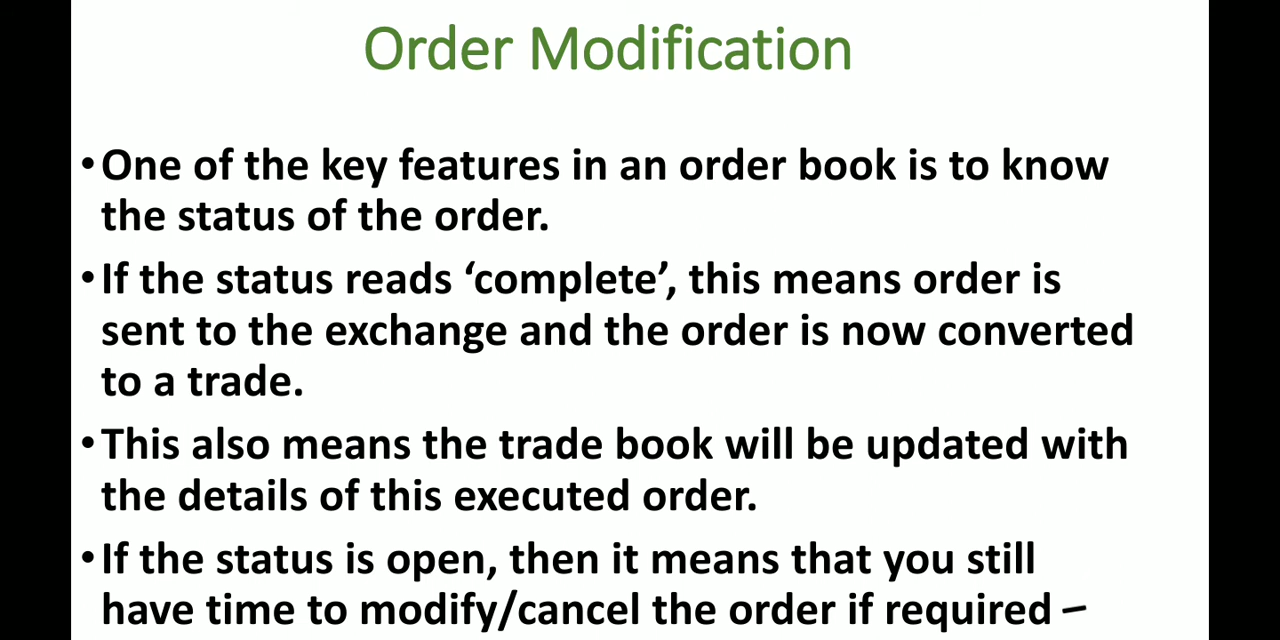 Order Modification
•One of the key features in an order book is to know
the status of the order.
•If the status reads ‘complete’, this means order is
sent to the exchange and the order is now converted
to a trade.
•This also means the trade book will be updated with
the details of this executed order.
•If the status is open, then it means that you still
have time to modify/cancel the order if required –